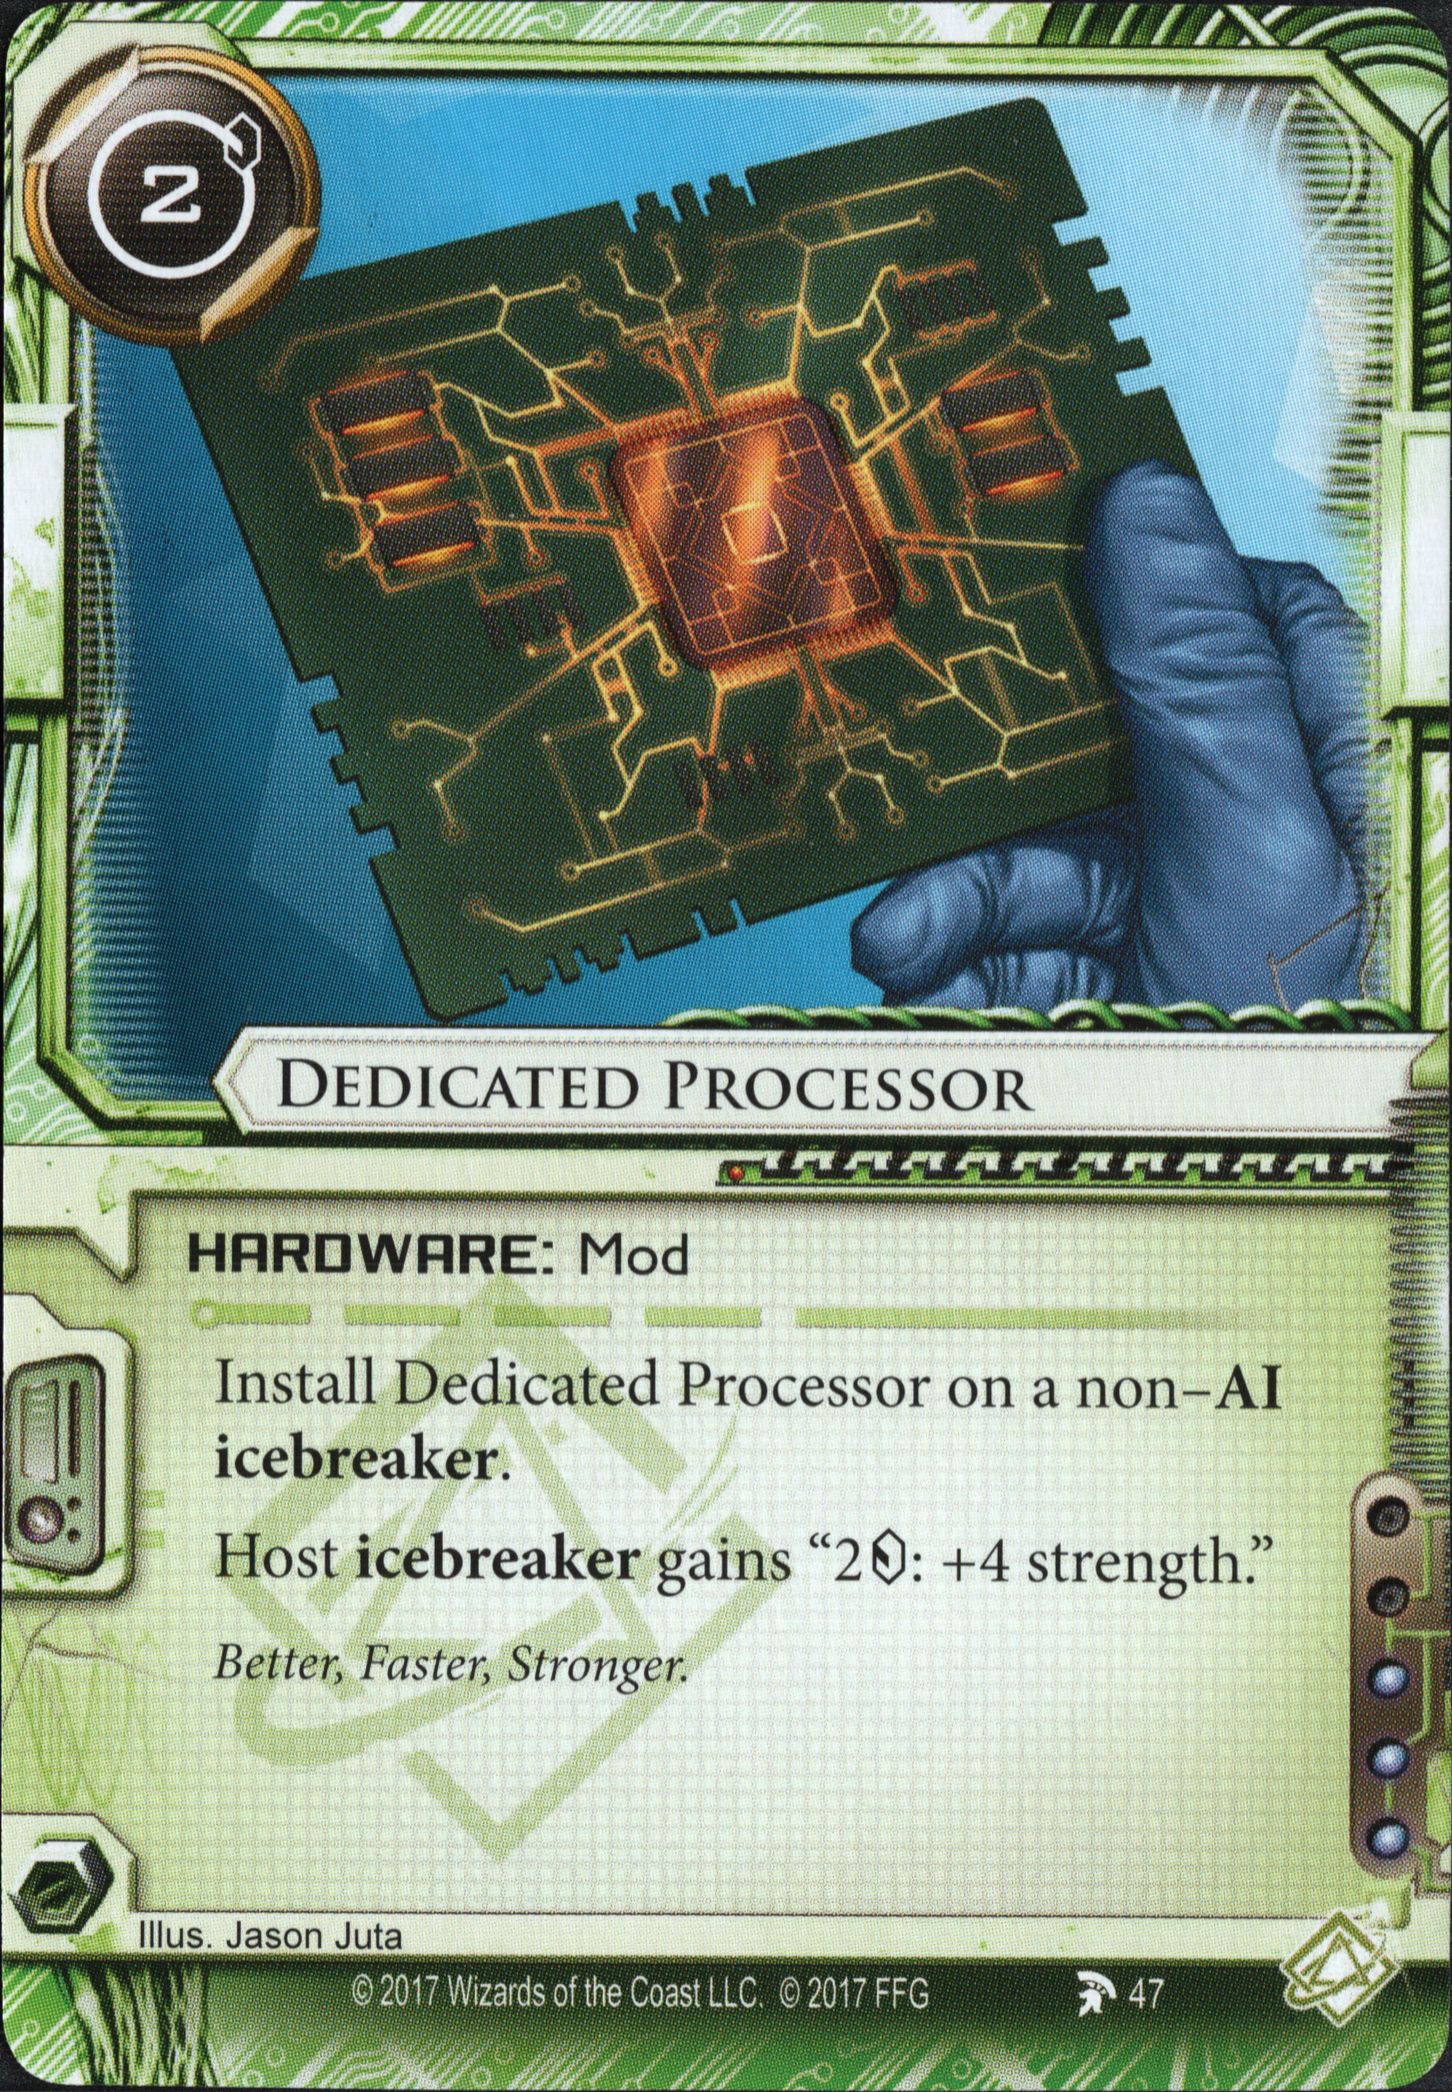 2
DEDICATED PROCESSOR
HARDWARE: Mod
Install Dedicated Processor on a non–AI
icebreaker.
Host icebreaker gains “2: +4 strength.”
Better, Faster, Stronger.
Illus. Jason Juta
© 2017 Wizards of the Coast LLC. © 2017 FFG 47